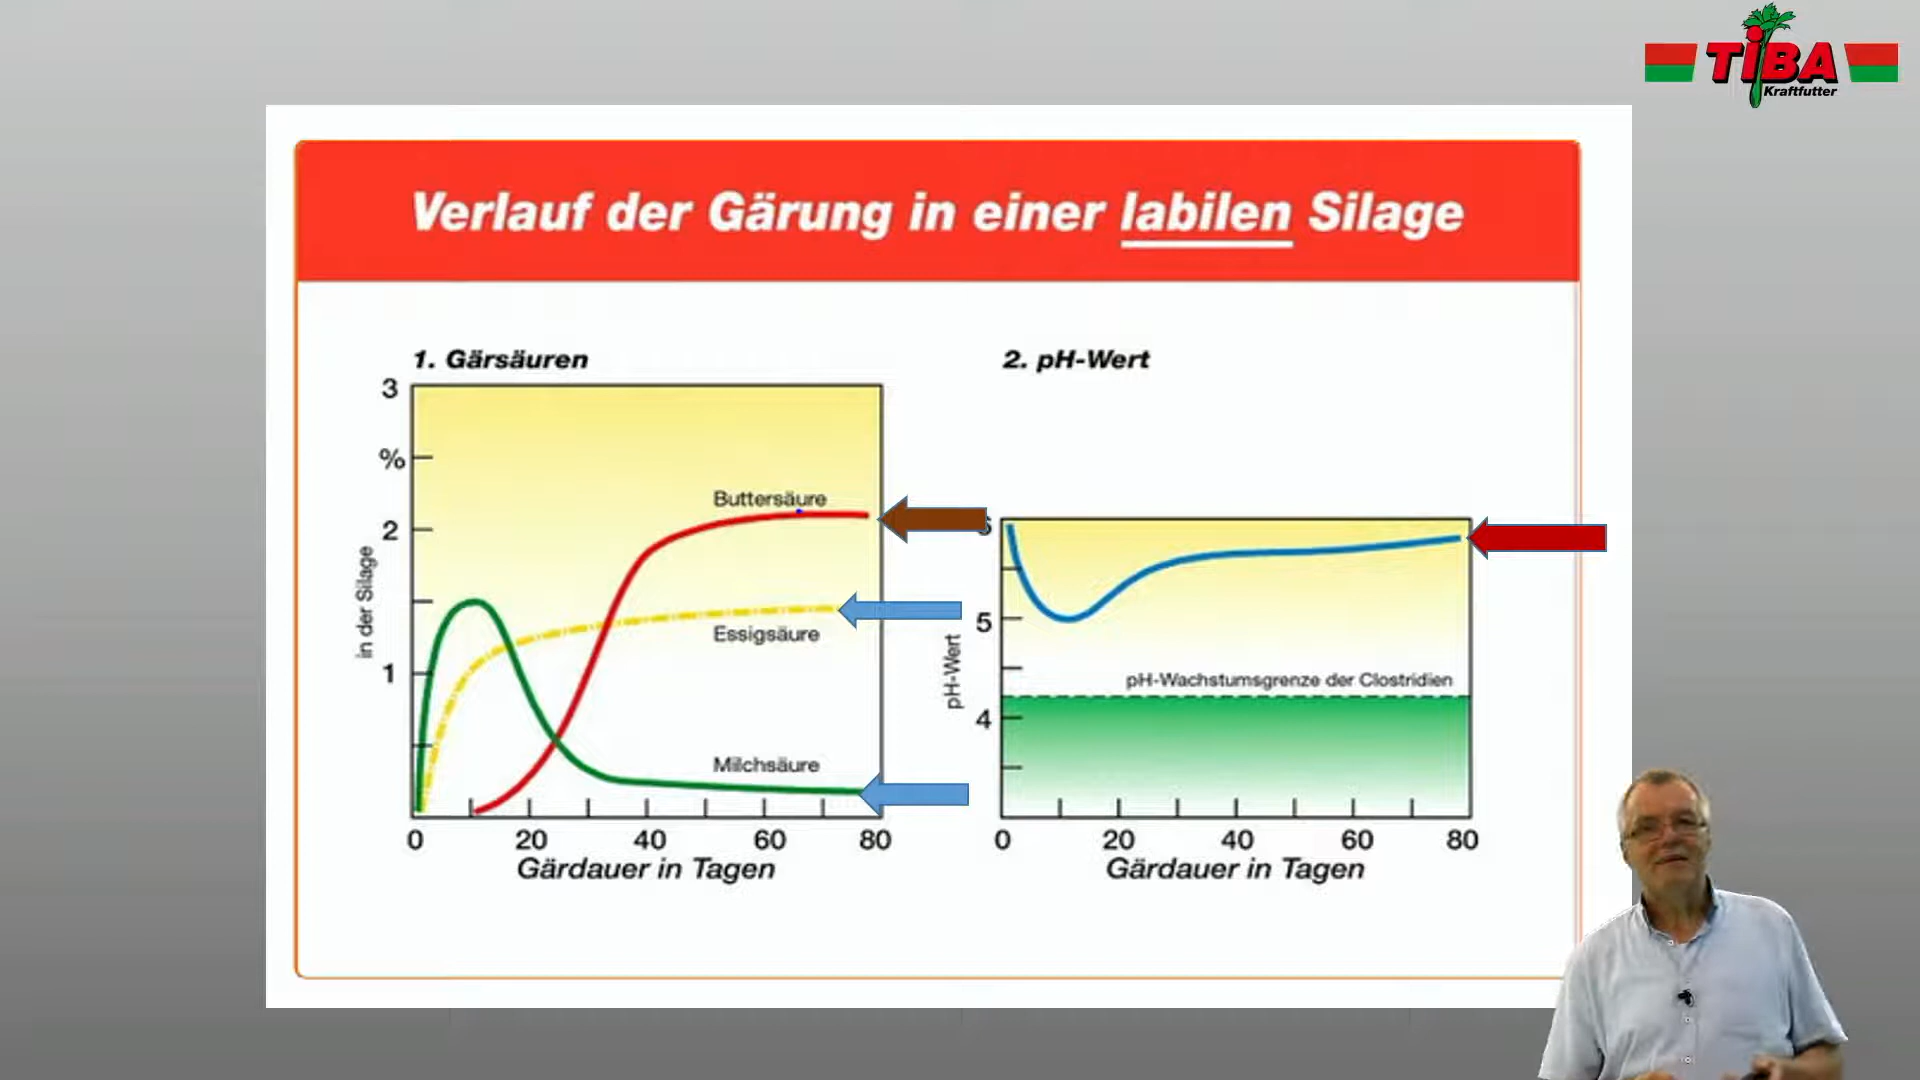 TiBA
Kraftfutter
Verlauf der Gärung in einer labilen Silage
1. Gärsäuren
2. pH-Wert
3
%
2
1
in der Silage
Buttersäure
Essigsäure
Milchsäure
0 20 40 60 80
Gärdauer in Tagen
6
5
4
pH-Wert
pH-Wachstumsgrenze der Clostridien
0 20 40 60 80
Gärdauer in Tagen